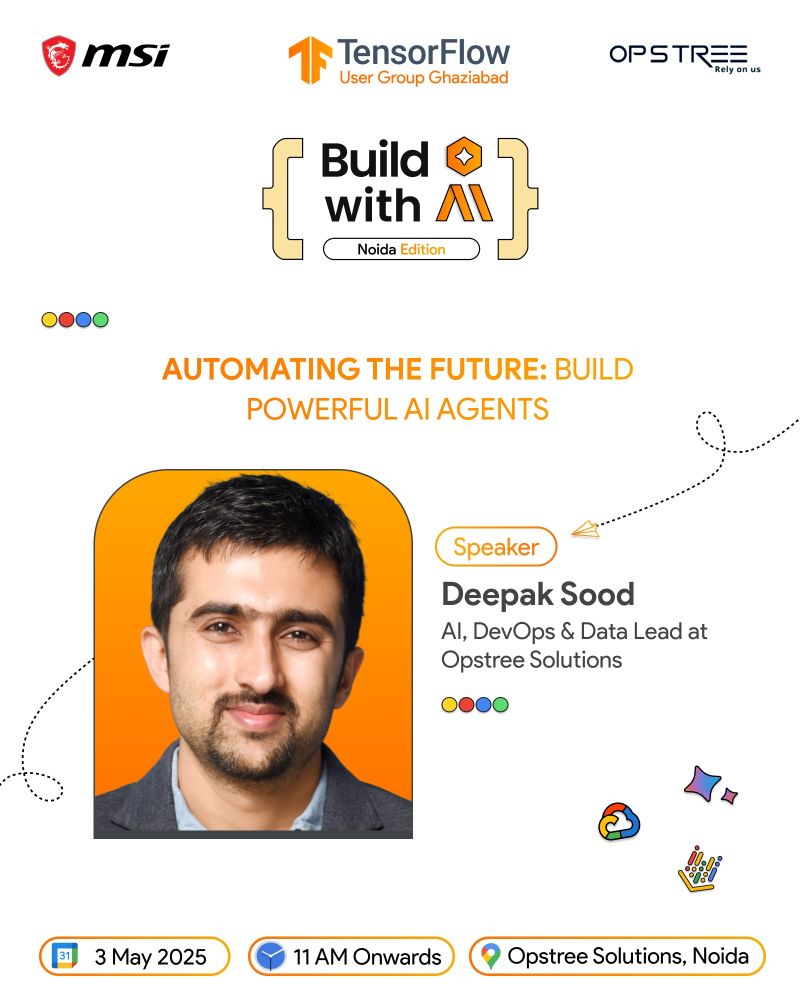 msi
TensorFlow
User Group Ghaziabad
OPSTREE
Rely on us
Build
with AI
Noida Edition
AUTOMATING THE FUTURE: BUILD
POWERFUL AI AGENTS
Speaker
Deepak Sood
AI, DevOps & Data Lead at
Opstree Solutions
31
3 May 2025
11 AM Onwards
Opstree Solutions, Noida